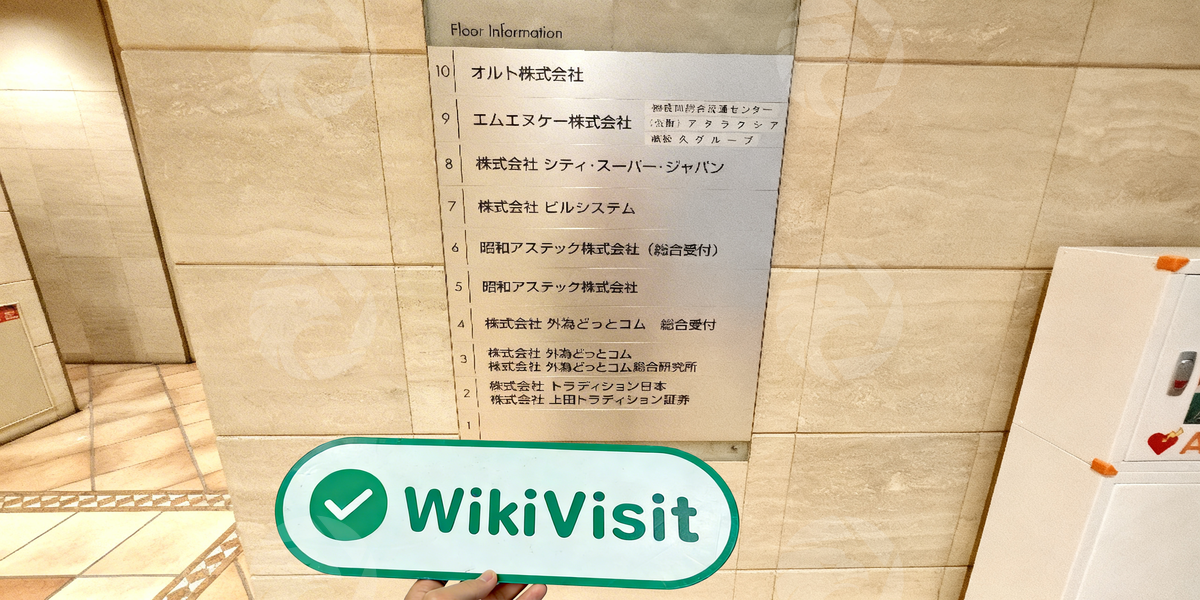 Floor Information
10 オルト株式会社
9 エムエヌケー株式会社
アタラクシア
グループ
8 株式会社 シティ・スーパー・ジャパン
7 株式会社 ビルシステム
6 昭和アステック株式会社（総合受付）
5 昭和アステック株式会社
4 株式会社 外為どっとコム 総合受付
3 株式会社 外為どっとコム
株式会社 外為どっとコム総合研究所
2 株式会社 トラディション日本
株式会社 上田トラディション証券
1
WikiVisit